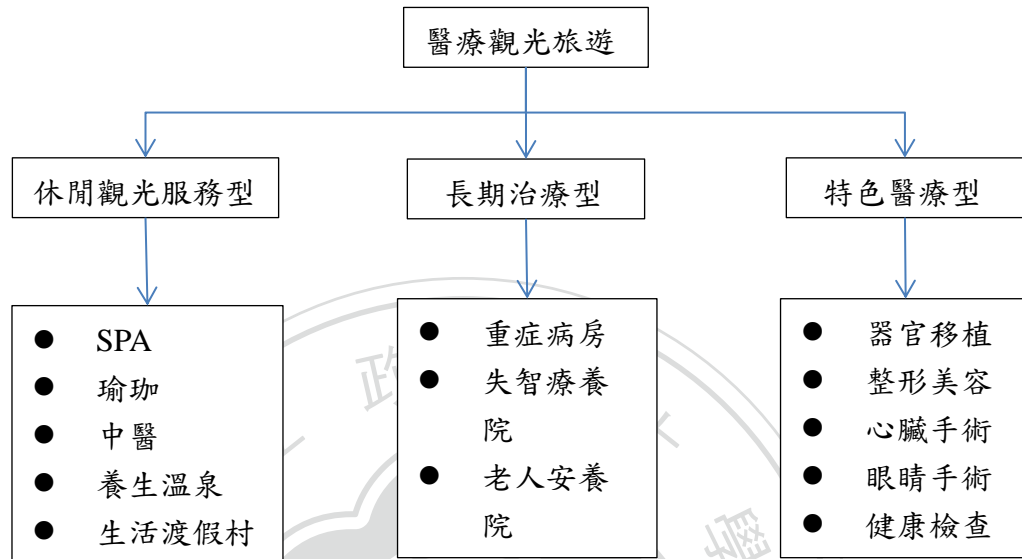 醫療觀光旅遊
休閒觀光服務型
長期治療型
特色醫療型
● SPA
● 瑜珈
● 中醫
● 養生溫泉
● 生活渡假村
● 重症病房
● 失智療養
院
● 老人安養
院
● 器官移植
● 整形美容
● 心臟手術
● 眼睛手術
● 健康檢查
政
學